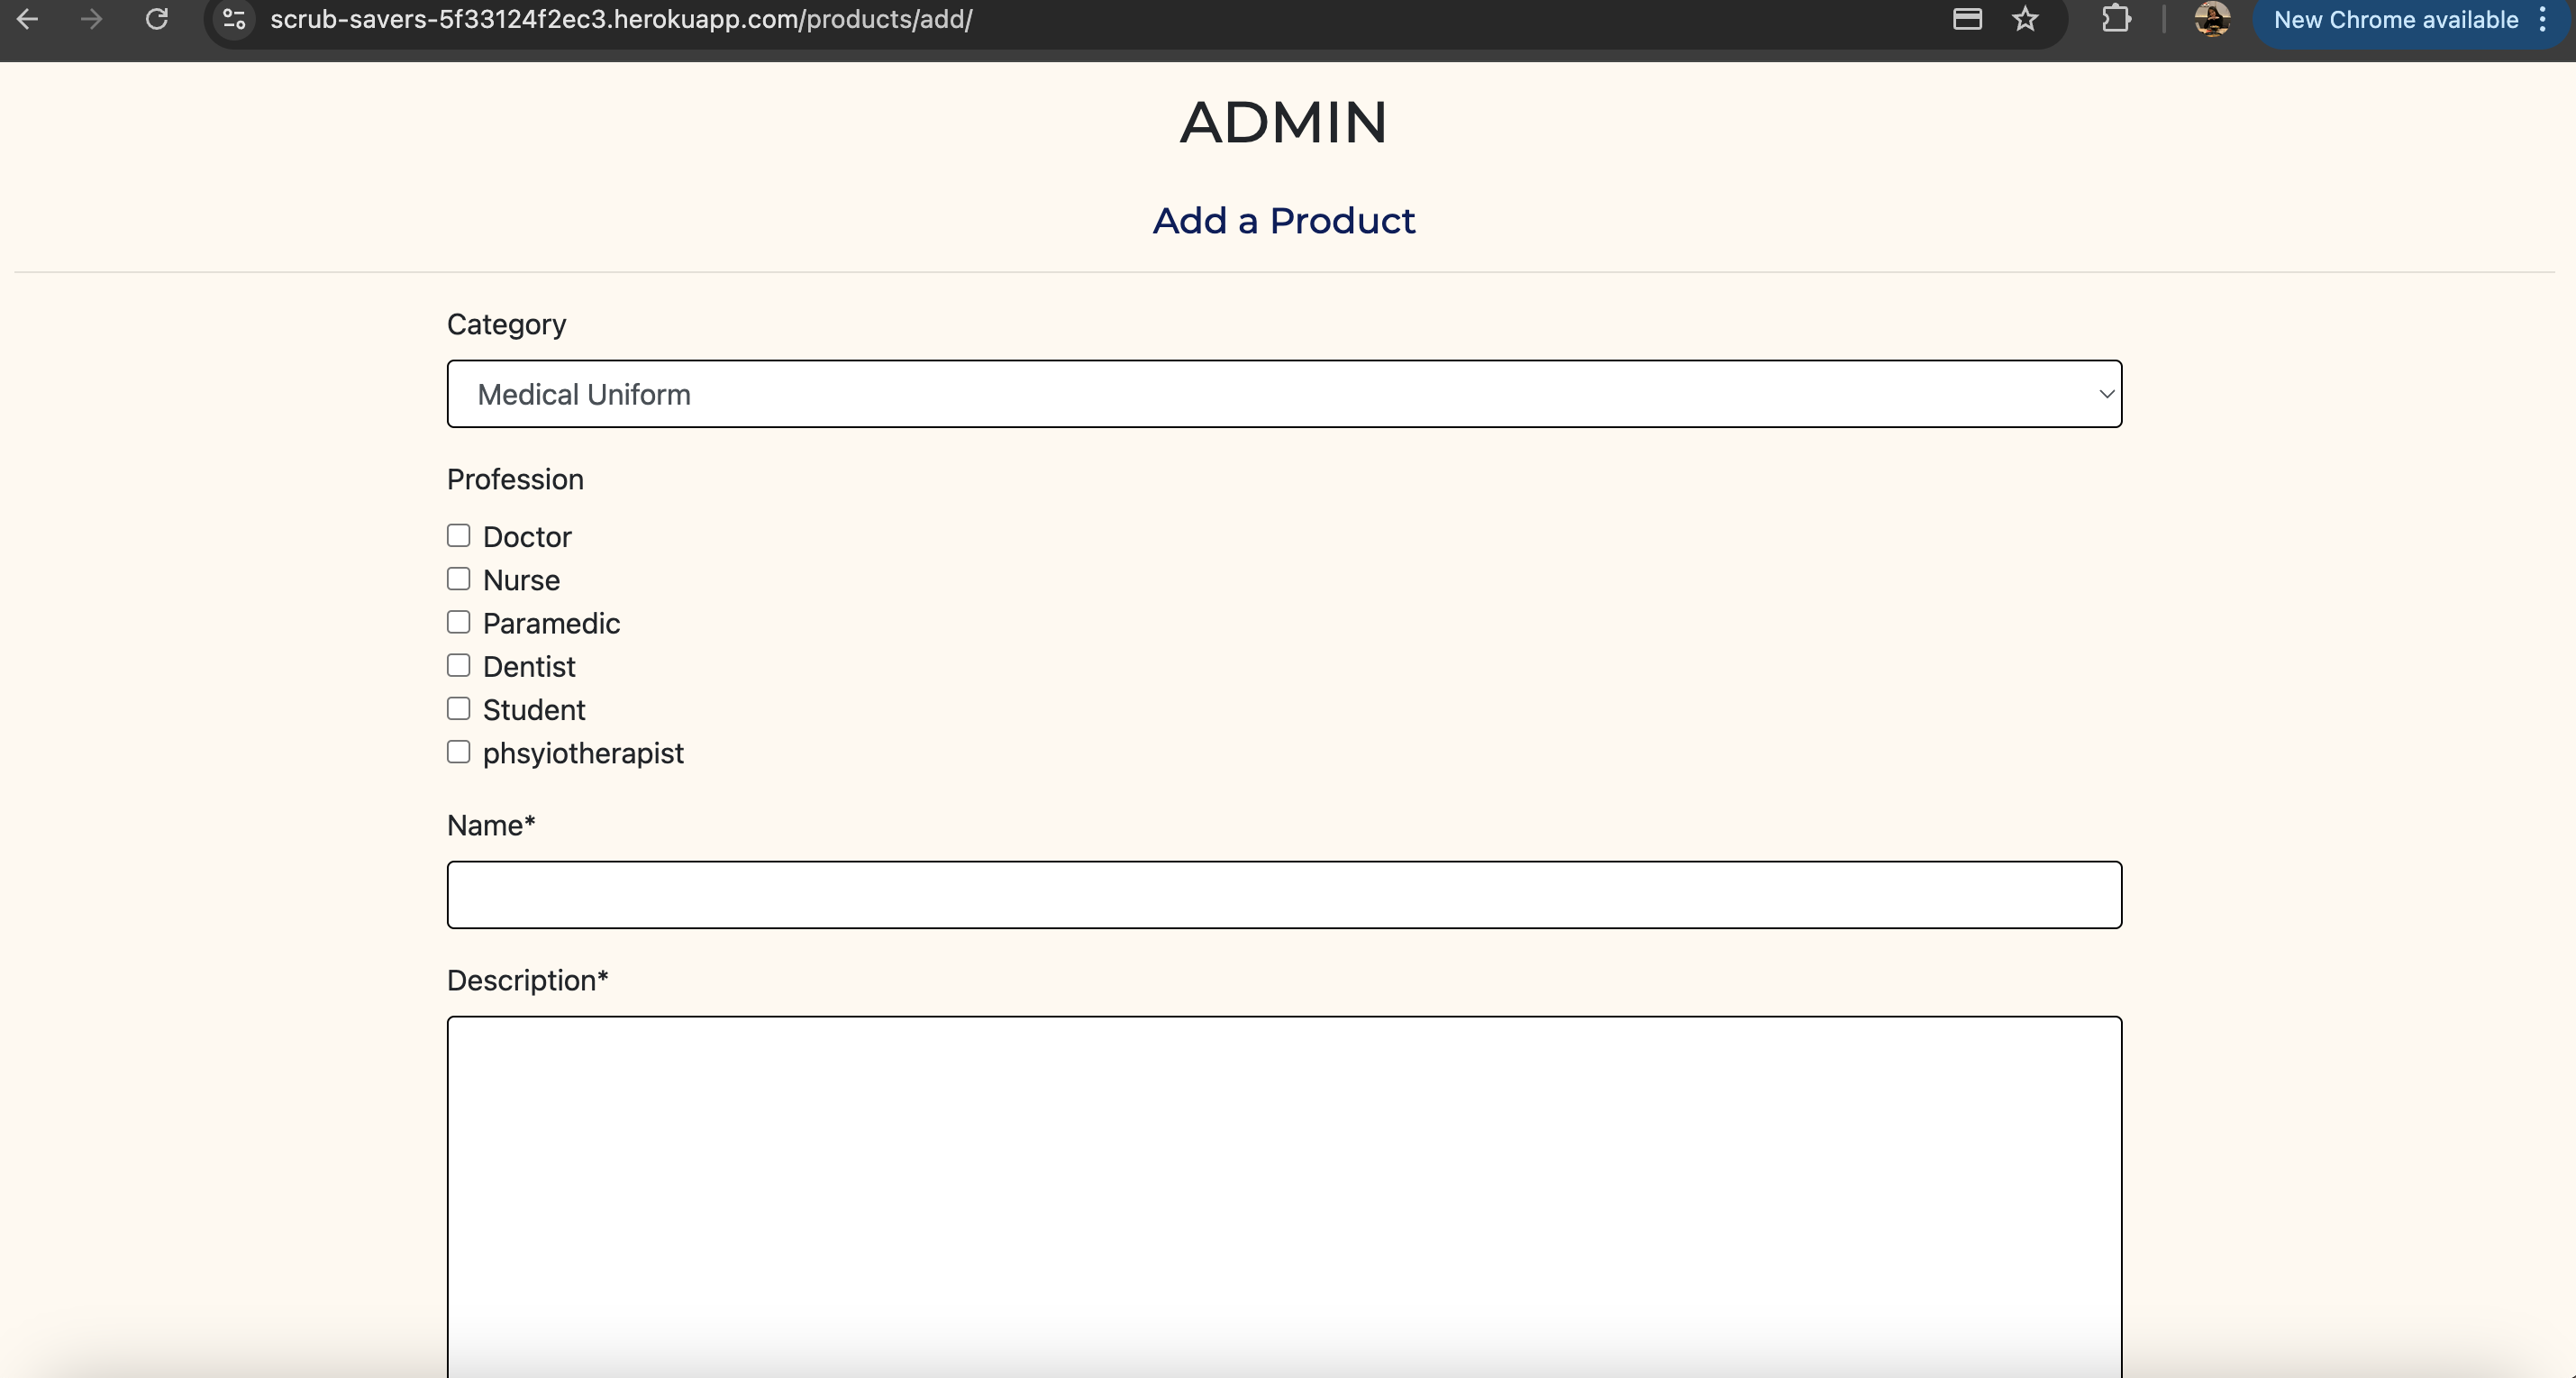 scrub-savers-5f33124f2ec3.herokuapp.com/products/add/
New Chrome available
ADMIN
Add a Product
Category
Medical Uniform
Profession
Doctor
Nurse
Paramedic
Dentist
Student
phsyiotherapist
Name*
Description*